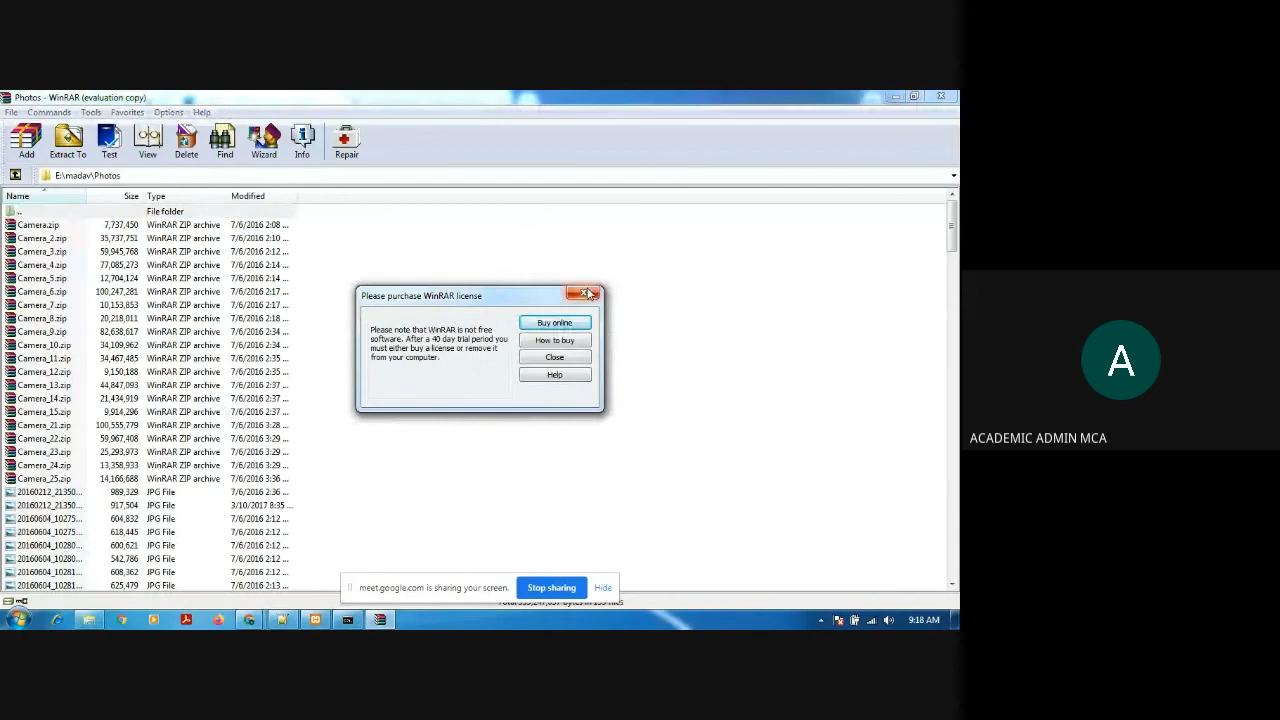 Photos - WinRAR (evaluation copy)
File Commands Tools Favorites Options Help
Add Extract To Test View Delete Find Wizard Info Repair
E:\madav\Photos
Name Size Type Modified
.. File folder
Camera.zip 7,737,450 WinRAR ZIP archive 7/6/2016 2:08 ...
Camera_2.zip 35,737,751 WinRAR ZIP archive 7/6/2016 2:10 ...
Camera_3.zip 59,945,768 WinRAR ZIP archive 7/6/2016 2:12 ...
Camera_4.zip 77,085,273 WinRAR ZIP archive 7/6/2016 2:14 ...
Camera_5.zip 12,704,124 WinRAR ZIP archive 7/6/2016 2:14 ...
Camera_6.zip 100,247,281 WinRAR ZIP archive 7/6/2016 2:17 ...
Camera_7.zip 10,153,853 WinRAR ZIP archive 7/6/2016 2:17 ...
Camera_8.zip 20,218,011 WinRAR ZIP archive 7/6/2016 2:18 ...
Camera_9.zip 82,638,617 WinRAR ZIP archive 7/6/2016 2:34 ...
Camera_10.zip 34,109,962 WinRAR ZIP archive 7/6/2016 2:34 ...
Camera_11.zip 34,467,485 WinRAR ZIP archive 7/6/2016 2:35 ...
Camera_12.zip 9,150,188 WinRAR ZIP archive 7/6/2016 2:35 ...
Camera_13.zip 44,847,093 WinRAR ZIP archive 7/6/2016 2:37 ...
Camera_14.zip 21,434,919 WinRAR ZIP archive 7/6/2016 2:37 ...
Camera_15.zip 9,914,296 WinRAR ZIP archive 7/6/2016 2:37 ...
Camera_21.zip 100,555,779 WinRAR ZIP archive 7/6/2016 3:28 ...
Camera_22.zip 59,967,408 WinRAR ZIP archive 7/6/2016 3:29 ...
Camera_23.zip 25,293,973 WinRAR ZIP archive 7/6/2016 3:29 ...
Camera_24.zip 13,358,933 WinRAR ZIP archive 7/6/2016 3:29 ...
Camera_25.zip 14,166,688 WinRAR ZIP archive 7/6/2016 3:36 ...
20160212_21350... 989,329 JPG File 7/6/2016 2:36 ...
20160212_21350... 917,504 JPG File 3/10/2017 8:35 ...
20160604_10275... 604,832 JPG File 7/6/2016 2:12 ...
20160604_10275... 618,445 JPG File 7/6/2016 2:12 ...
20160604_10280... 600,621 JPG File 7/6/2016 2:12 ...
20160604_10280... 542,786 JPG File 7/6/2016 2:12 ...
20160604_10281... 608,362 JPG File 7/6/2016 2:12 ...
20160604_10281... 625,479 JPG File 7/6/2016 2:13 ...
Please purchase WinRAR license
Please note that WinRAR is not free
software. After a 40 day trial period you
must either buy a license or remove it
from your computer.
Buy online
How to buy
Close
Help
meet.google.com is sharing your screen. Stop sharing Hide
9:18 AM
A
ACADEMIC ADMIN MCA